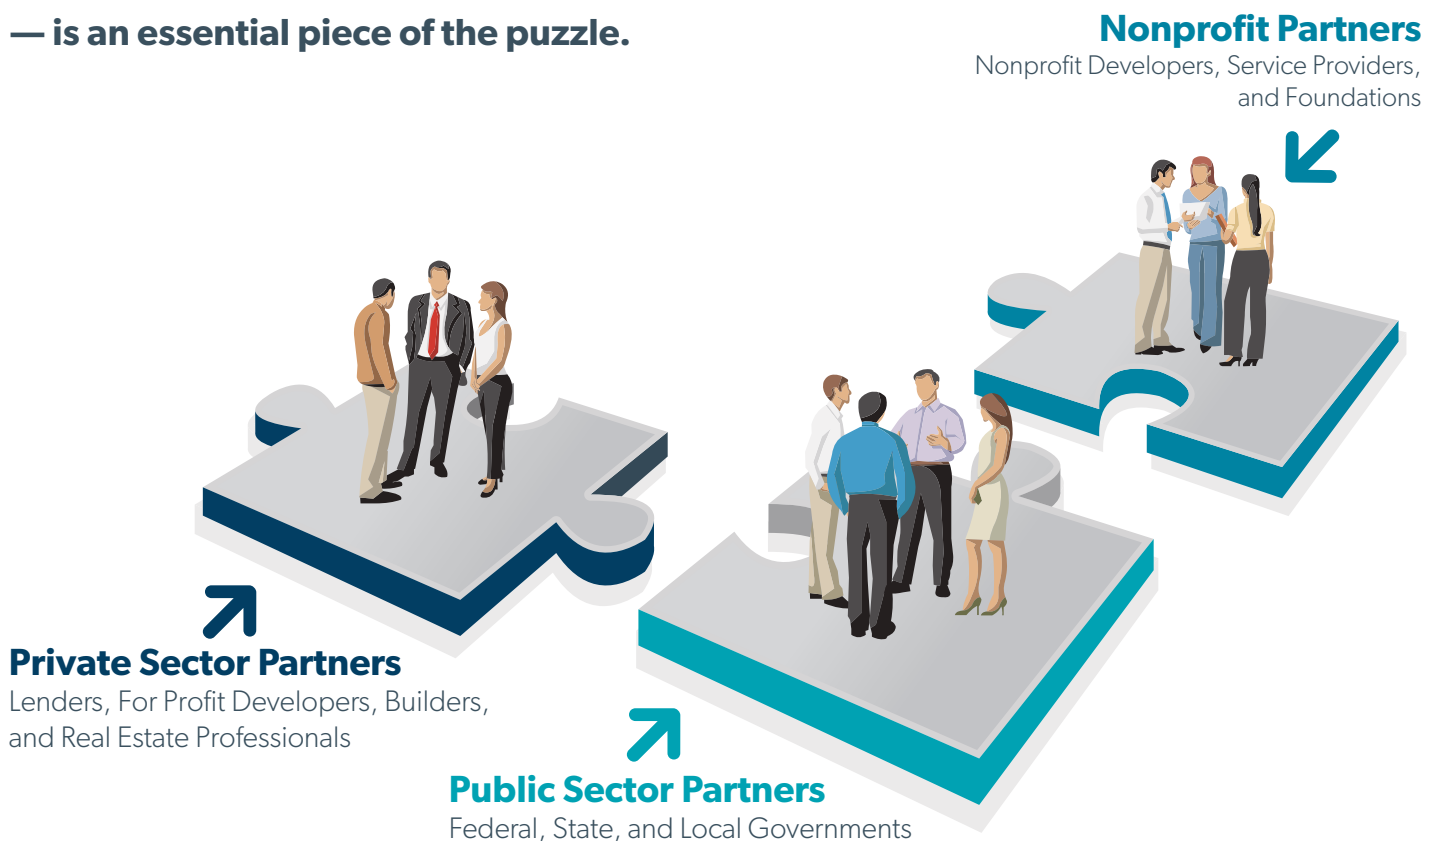 — is an essential piece of the puzzle.
Nonprofit Partners
Nonprofit Developers, Service Providers,
and Foundations
Private Sector Partners
Lenders, For Profit Developers, Builders,
and Real Estate Professionals
Public Sector Partners
Federal, State, and Local Governments